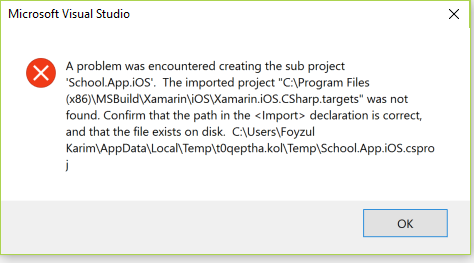 Microsoft Visual Studio
A problem was encountered creating the sub project
'School.App.iOS'.  The imported project "C:\Program Files
(x86)\MSBuild\Xamarin\iOS\Xamarin.iOS.CSharp.targets" was not
found. Confirm that the path in the <Import> declaration is correct,
and that the file exists on disk.  C:\Users\Foyzul
Karim\AppData\Local\Temp\t0qeptha.kol\Temp\School.App.iOS.cspro
j
OK